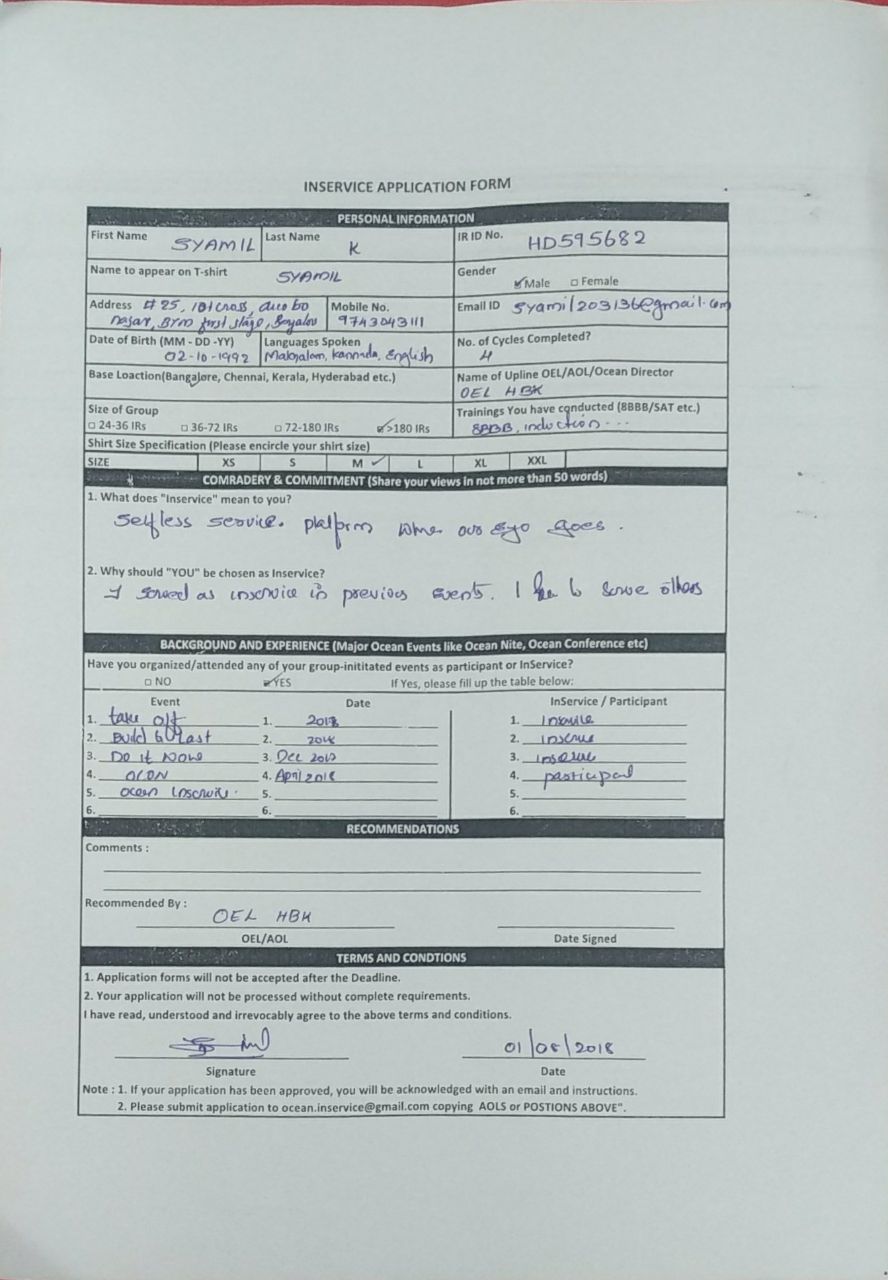 INSERVICE APPLICATION FORM
PERSONAL INFORMATION
First Name SYAMIL Last Name K IR ID No. HD595682
Name to appear on T-shirt SYAMIL Gender
Male Female
Address # 25, 1st cross, Mobile No. Email ID syamil203136@gmail.com
nagar, BTM first stage, 9743043111
Date of Birth (MM - DD -YY) Languages Spoken No. of Cycles Completed?
02-10-1992 Malayalam, kannada, English 4
Base Loaction(Bangalore, Chennai, Kerala, Hyderabad etc.) Name of Upline OEL/AOL/Ocean Director
OEL HBK
Size of Group Trainings You have conducted (8BBB/SAT etc.)
24-36 IRs 36-72 IRs 72-180 IRs >180 IRs 8BBB, induction...
Shirt Size Specification (Please encircle your shirt size)
SIZE XS S M L XL XXL
COMRADERY & COMMITMENT (Share your views in not more than 50 words)
1. What does "Inservice" mean to you?
Selfless service. platform where our ego goes.
2. Why should "YOU" be chosen as Inservice?
I served as inservice in previous events. I like to serve others
BACKGROUND AND EXPERIENCE (Major Ocean Events like Ocean Nite, Ocean Conference etc)
Have you organized/attended any of your group-inititated events as participant or InService?
NO YES If Yes, please fill up the table below:
Event Date InService / Participant
1. take off 1. 2018 1. Inservice
2. Build to last 2. 2018 2. 
3. Do it Now 3. Dec 2017 3. 
4. OCON 4. April 2018 4. participant
5. ocean Inservice. 5. 5.
6. 6. 6.
RECOMMENDATIONS
Comments :
Recommended By :
OEL HBK
OEL/AOL Date Signed
TERMS AND CONDTIONS
1. Application forms will not be accepted after the Deadline.
2. Your application will not be processed without complete requirements.
I have read, understood and irrevocably agree to the above terms and conditions.
01/08/2018
Signature Date
Note : 1. If your application has been approved, you will be acknowledged with an email and instructions.
2. Please submit application to ocean.inservice@gmail.com copying AOLS or POSTIONS ABOVE".